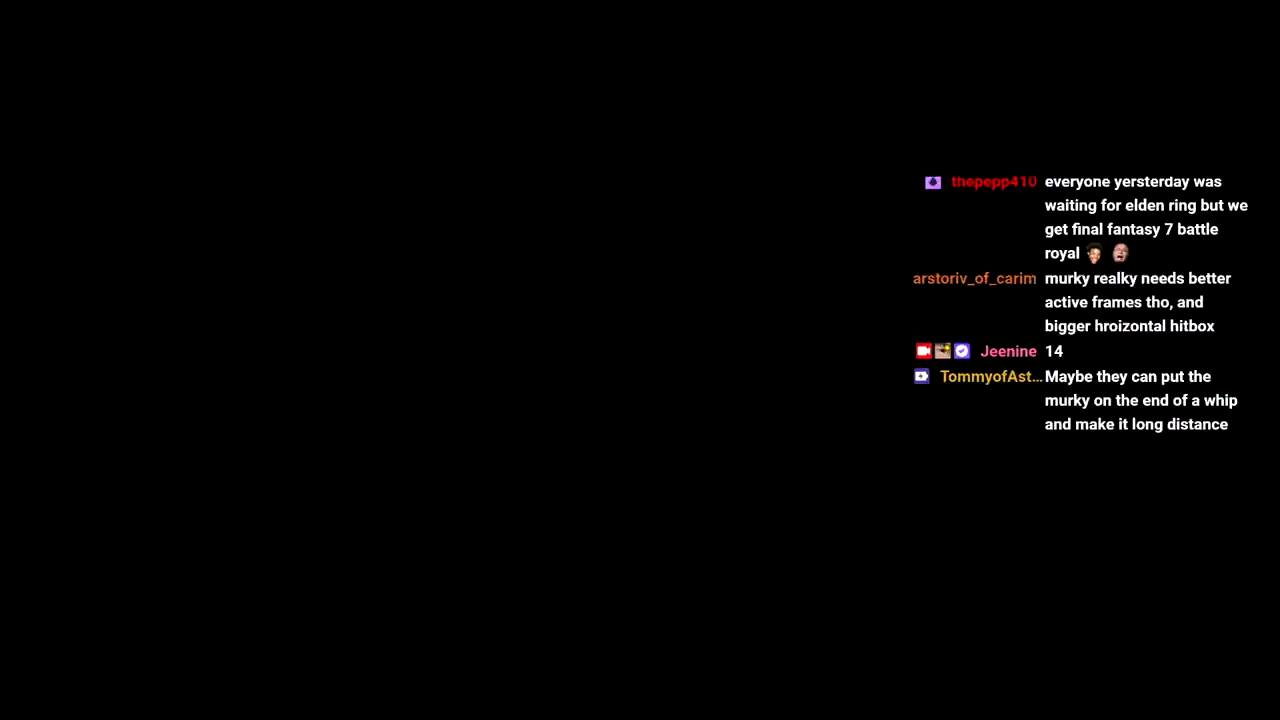 thepepp410 everyone yersterday was
waiting for elden ring but we
get final fantasy 7 battle
royal
arstoriv_of_carim murky realky needs better
active frames tho, and
bigger hroizontal hitbox
Jeenine 14
TommyofAst... Maybe they can put the
murky on the end of a whip
and make it long distance